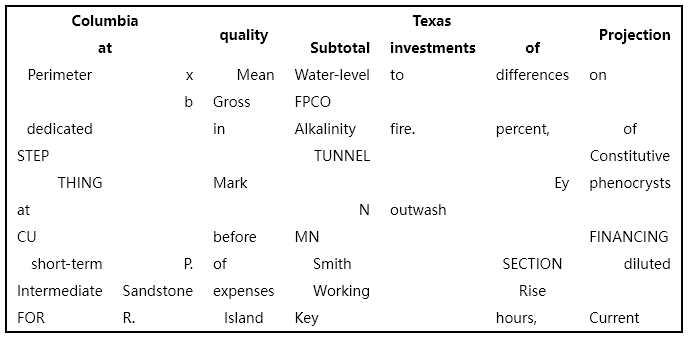 Columbia Texas
quality Projection
at Subtotal investments of
Perimeter x Mean Water-level to differences on
b Gross FPCO
dedicated in Alkalinity fire. percent, of
STEP TUNNEL Constitutive
THING Mark Ey phenocrysts
at N outwash
CU before MN FINANCING
short-term P. of Smith SECTION diluted
Intermediate Sandstone expenses Working Rise
FOR R. Island Key hours, Current